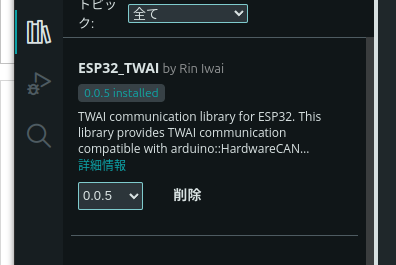 トピッ
ク:
全て
ESP32_TWAI by Rin Iwai
0.0.5 installed
TWAI communication library for ESP32. This
library provides TWAI communication
compatible with arduino::HardwareCAN...
詳細情報
0.0.5
削除